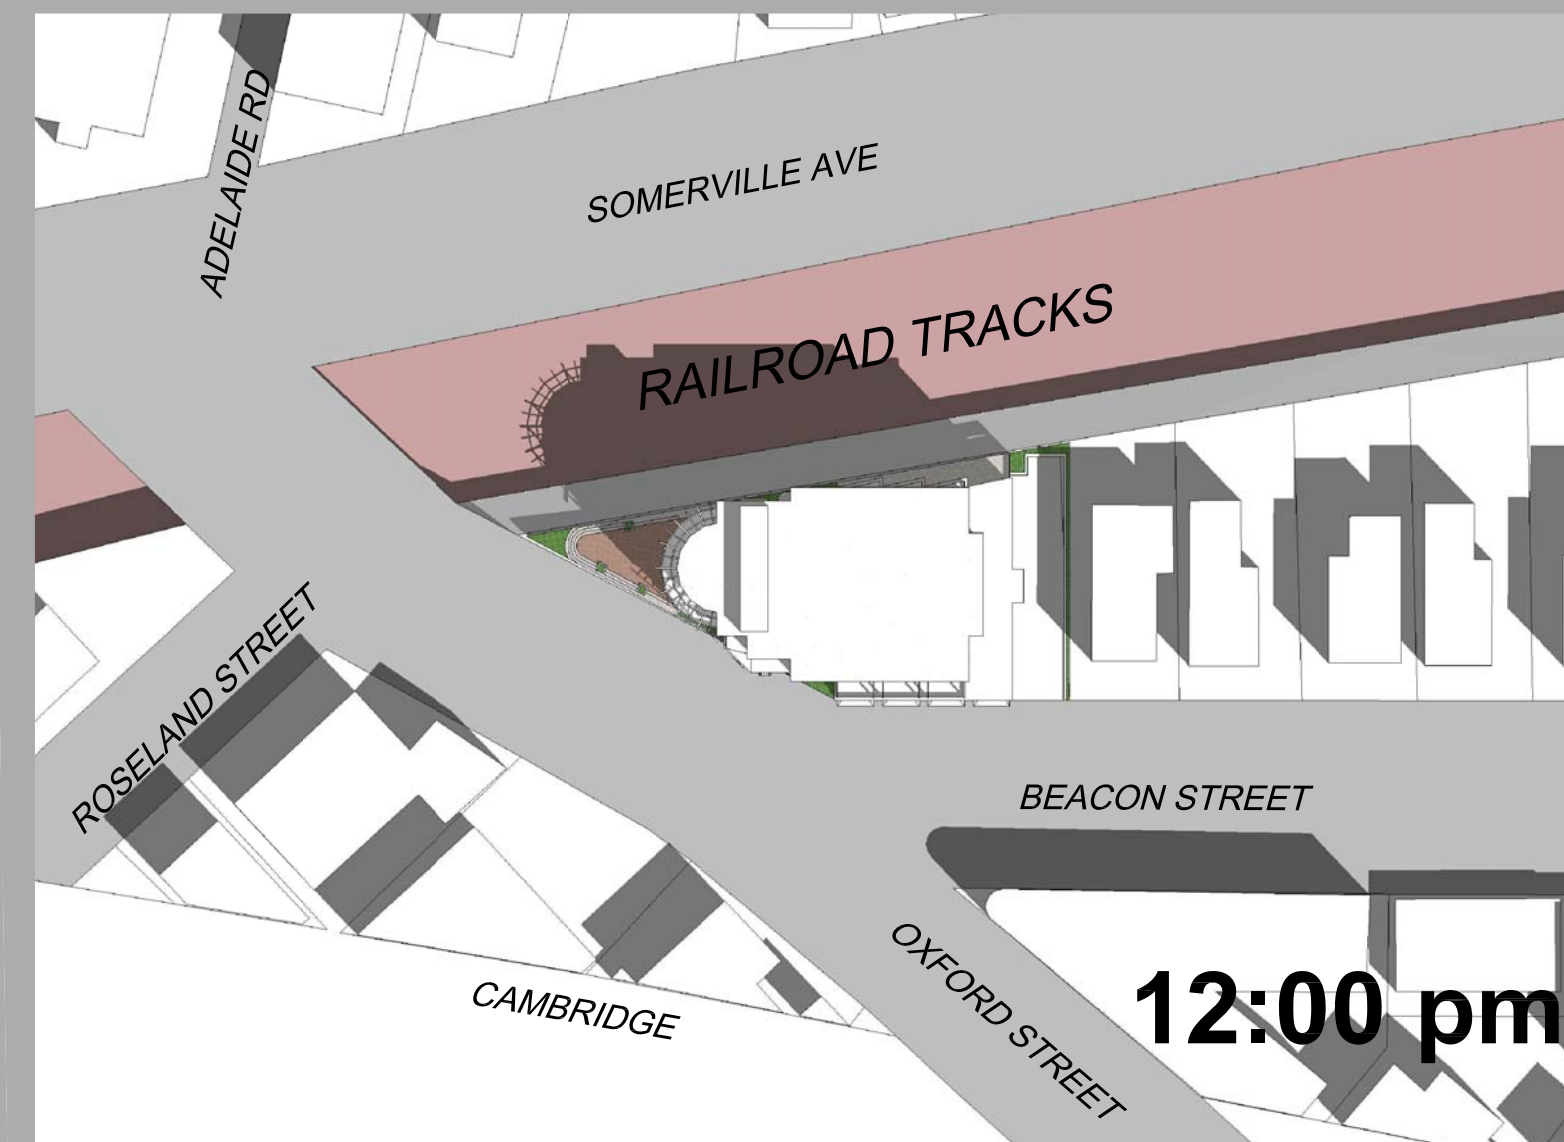 ADELAIDE RD
SOMERVILLE AVE
RAILROAD TRACKS
ROSELAND STREET
BEACON STREET
OXFORD STREET
CAMBRIDGE
12:00 pm